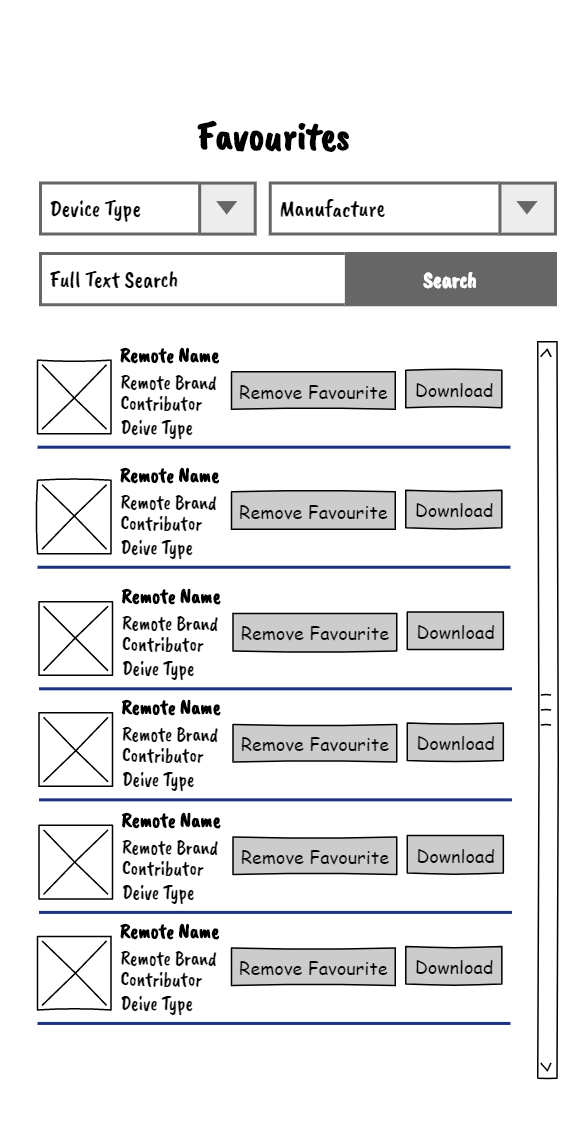 Favourites
Device Type
Manufacture
Full Text Search
Search
Remote Name
Remote Brand
Contributor
Deive Type
Remove Favourite
Download
Remote Name
Remote Brand
Contributor
Deive Type
Remove Favourite
Download
Remote Name
Remote Brand
Contributor
Deive Type
Remove Favourite
Download
Remote Name
Remote Brand
Contributor
Deive Type
Remove Favourite
Download
Remote Name
Remote Brand
Contributor
Deive Type
Remove Favourite
Download
Remote Name
Remote Brand
Contributor
Deive Type
Remove Favourite
Download